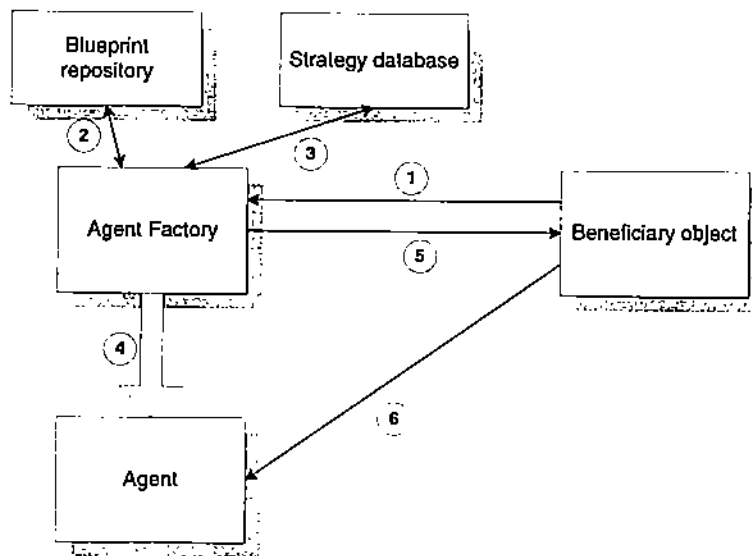 Blueprint
repository
Strategy database
2
3
1
Agent Factory
Beneficiary object
5
4
6
Agent